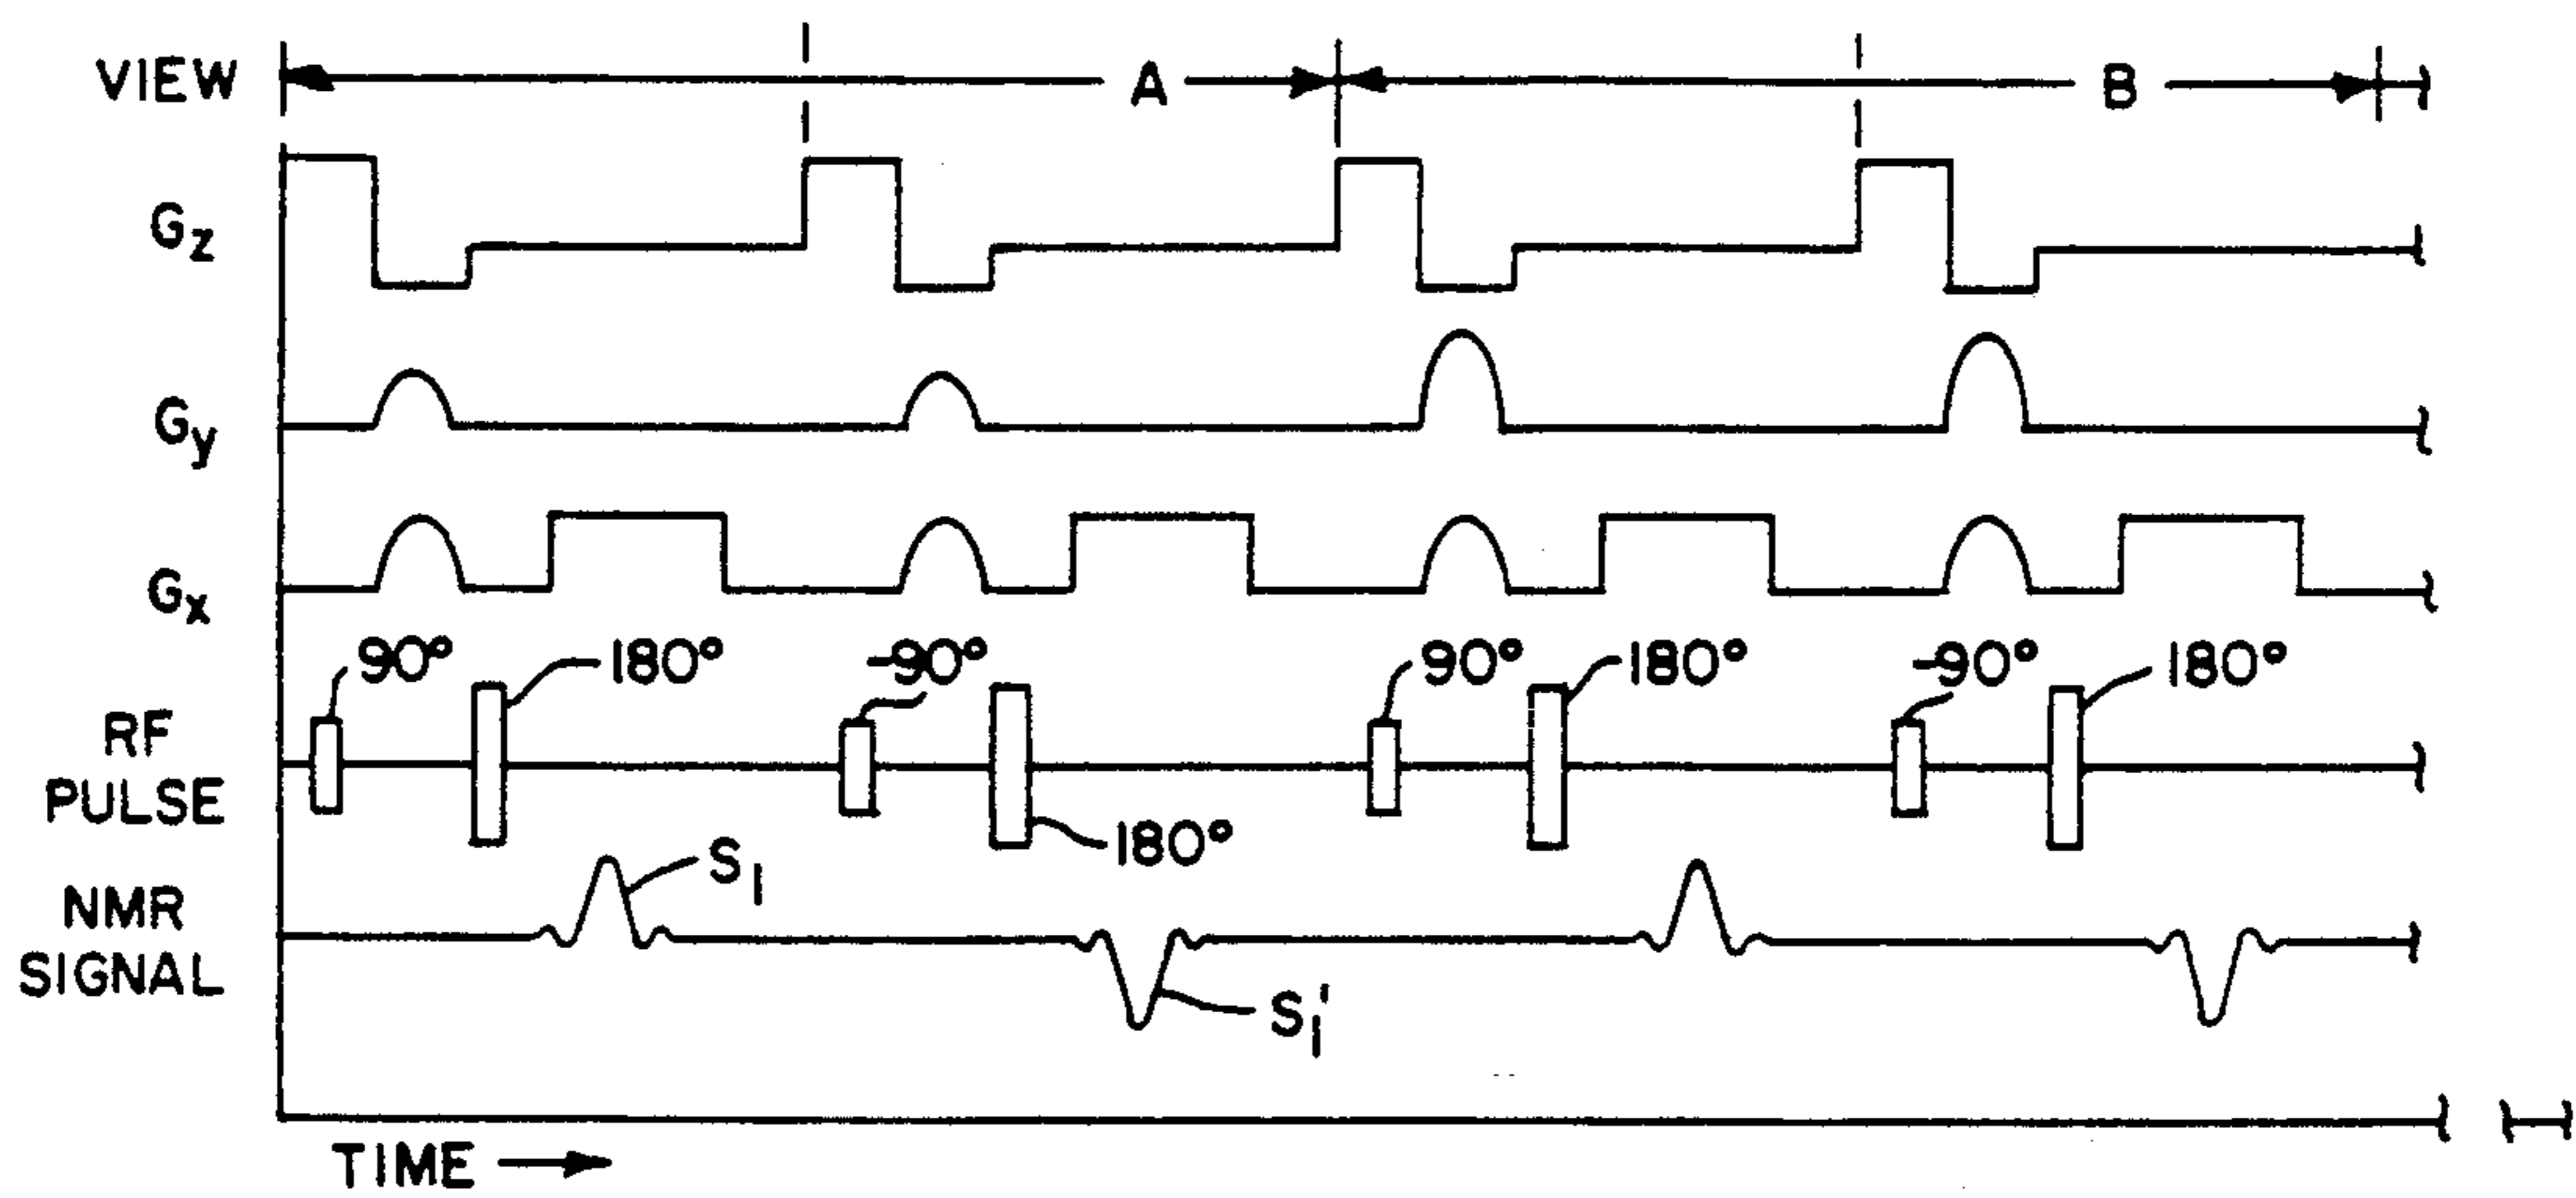 VIEW A B
Gz
Gy
Gx
90° 180° -90° 180° 90° 180° -90° 180°
RF
PULSE
NMR
SIGNAL
S1 S1'
TIME